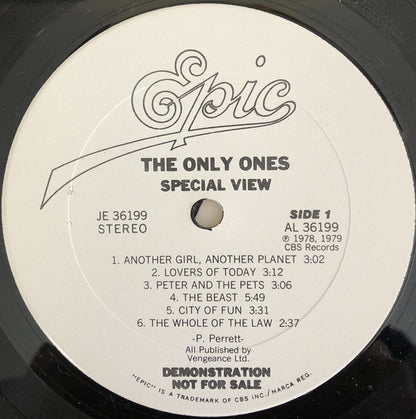 Epic
THE ONLY ONES
SPECIAL VIEW
JE 36199
STEREO
SIDE 1
AL 36199
℗ 1978, 1979
CBS Records
1. ANOTHER GIRL, ANOTHER PLANET 3:02
2. LOVERS OF TODAY 3:12
3. PETER AND THE PETS 3:06
4. THE BEAST 5:49
5. CITY OF FUN 3:31
6. THE WHOLE OF THE LAW 2:37
-P. Perrett-
All Published by
Vengeance Ltd.
DEMONSTRATION
NOT FOR SALE
"EPIC" IS A TRADEMARK OF CBS INC./MARCA REG.